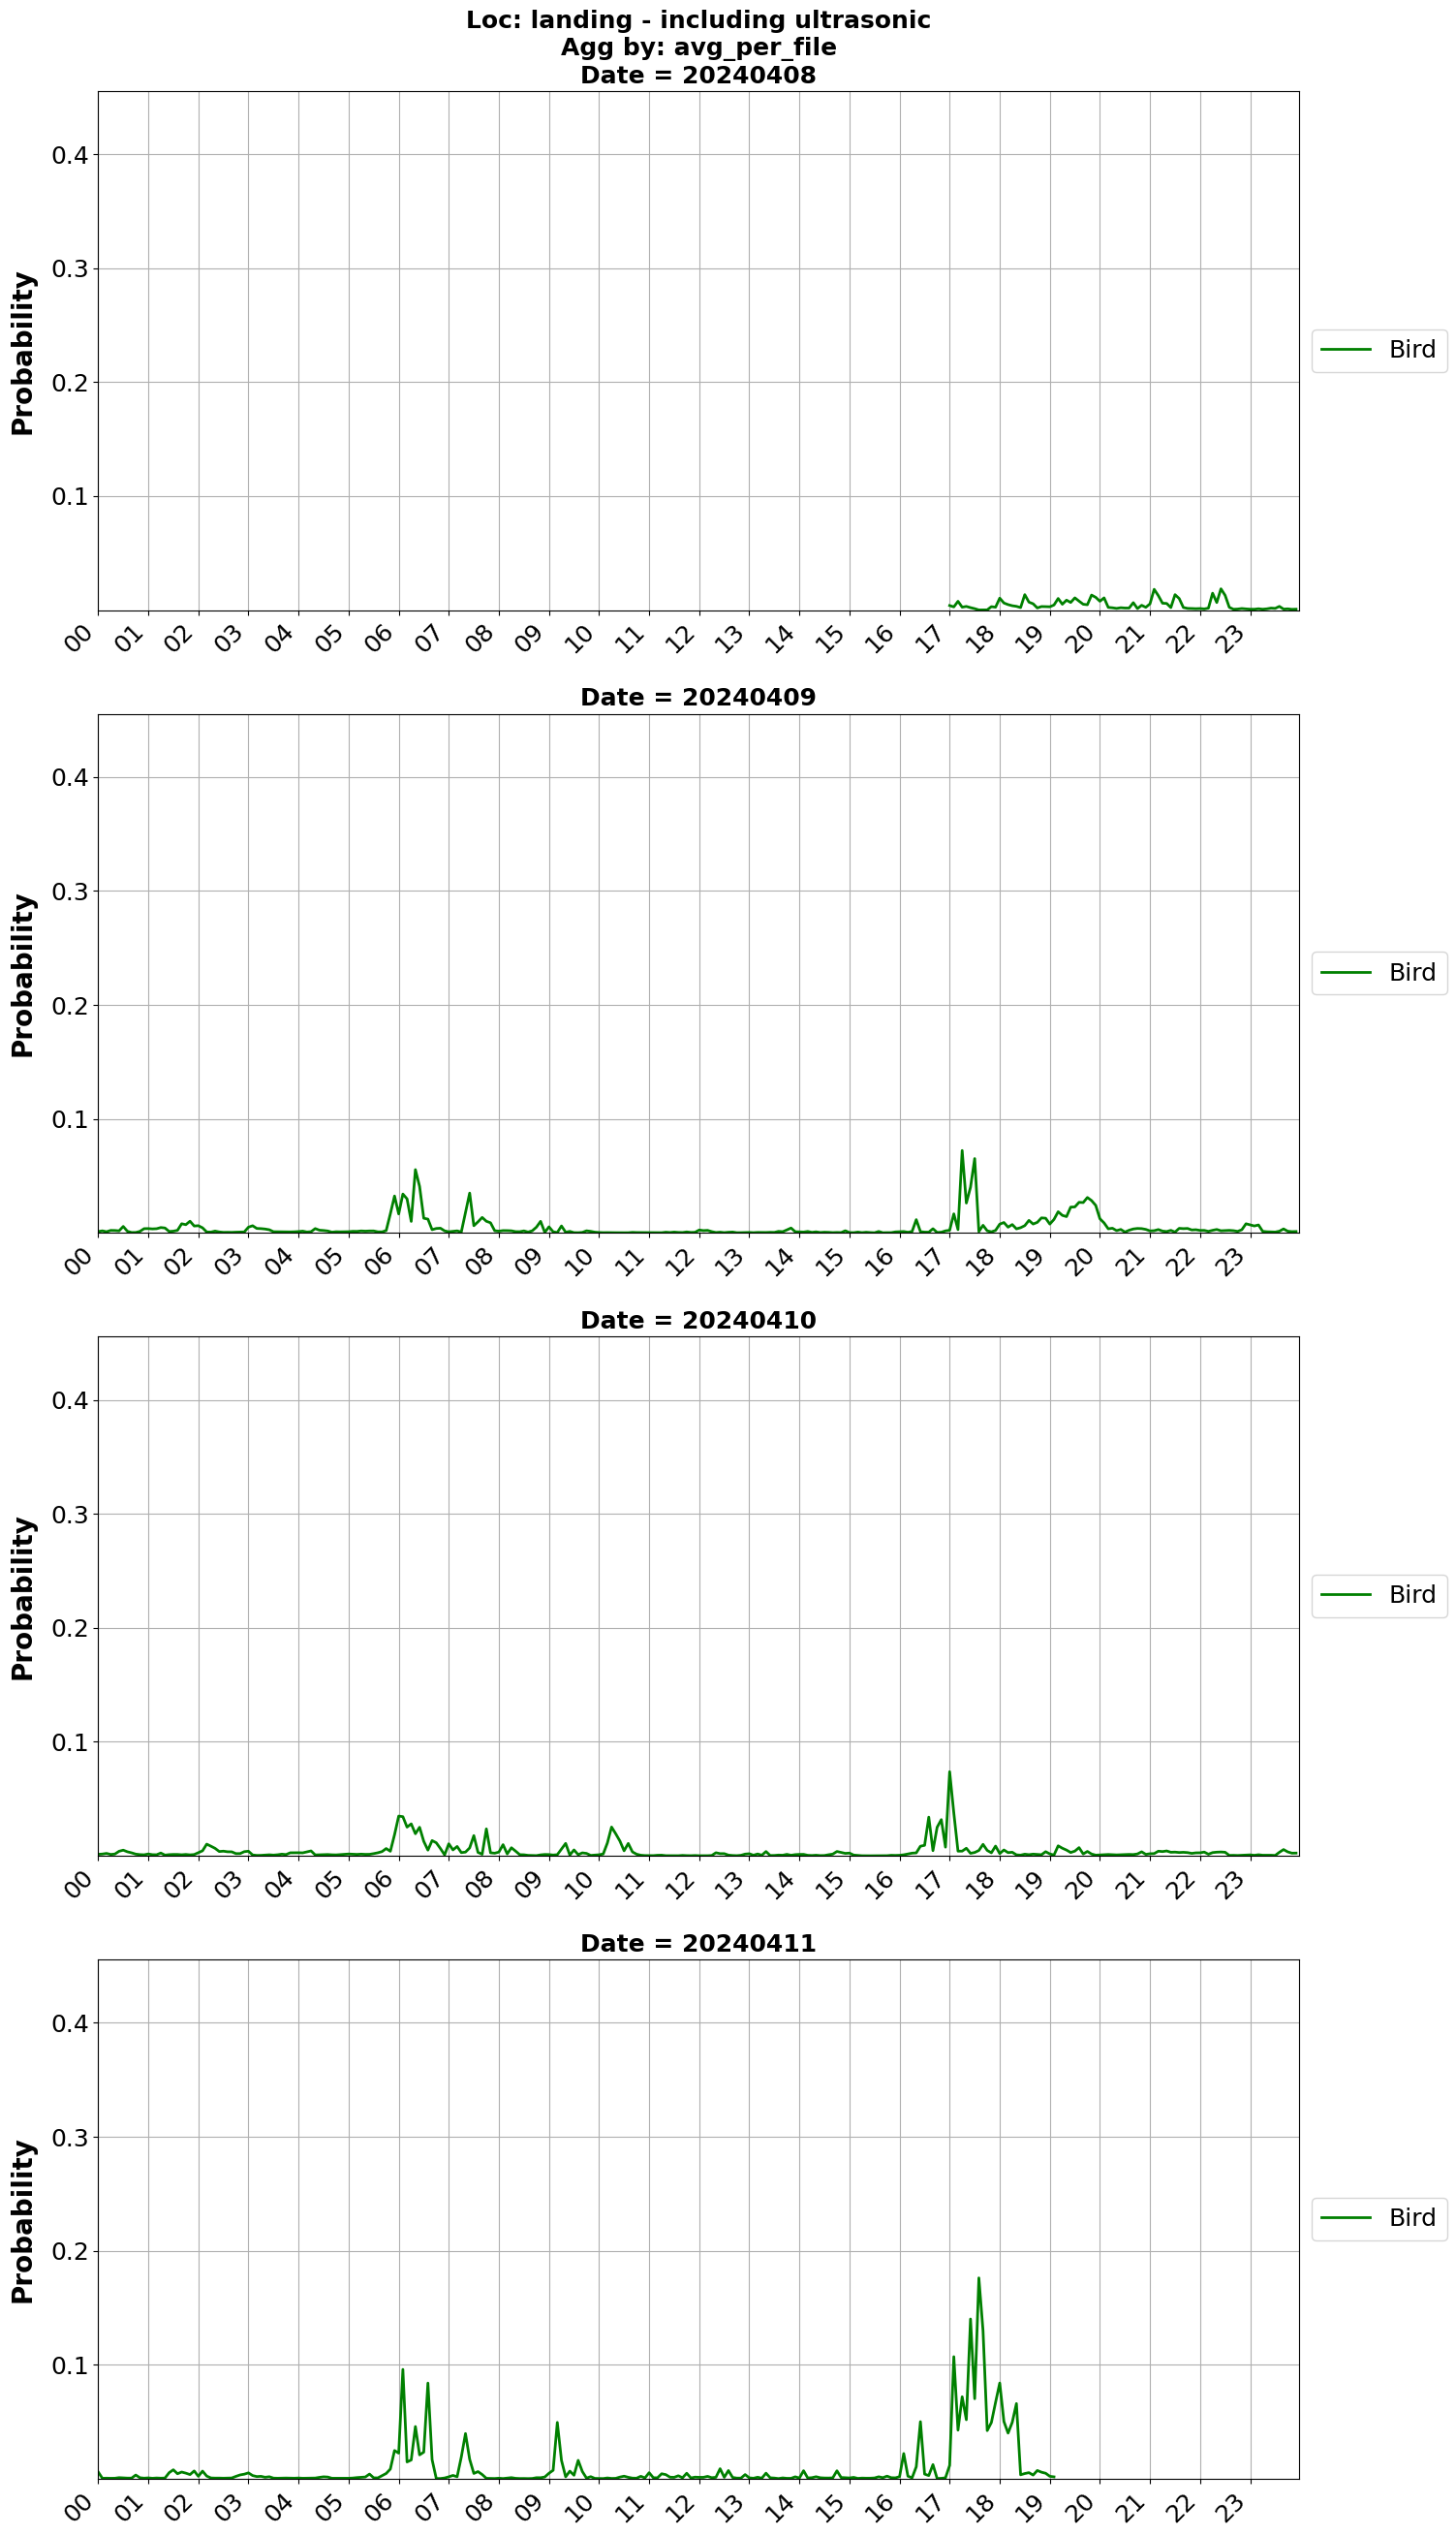 Loc: landing - including ultrasonic
Agg by: avg_per_file
Date = 20240408
Probability
0.4
0.3
0.2
0.1
00 01 02 03 04 05 06 07 08 09 10 11 12 13 14 15 16 17 18 19 20 21 22 23
Bird
Date = 20240409
Probability
0.4
0.3
0.2
0.1
00 01 02 03 04 05 06 07 08 09 10 11 12 13 14 15 16 17 18 19 20 21 22 23
Bird
Date = 20240410
Probability
0.4
0.3
0.2
0.1
00 01 02 03 04 05 06 07 08 09 10 11 12 13 14 15 16 17 18 19 20 21 22 23
Bird
Date = 20240411
Probability
0.4
0.3
0.2
0.1
00 01 02 03 04 05 06 07 08 09 10 11 12 13 14 15 16 17 18 19 20 21 22 23
Bird